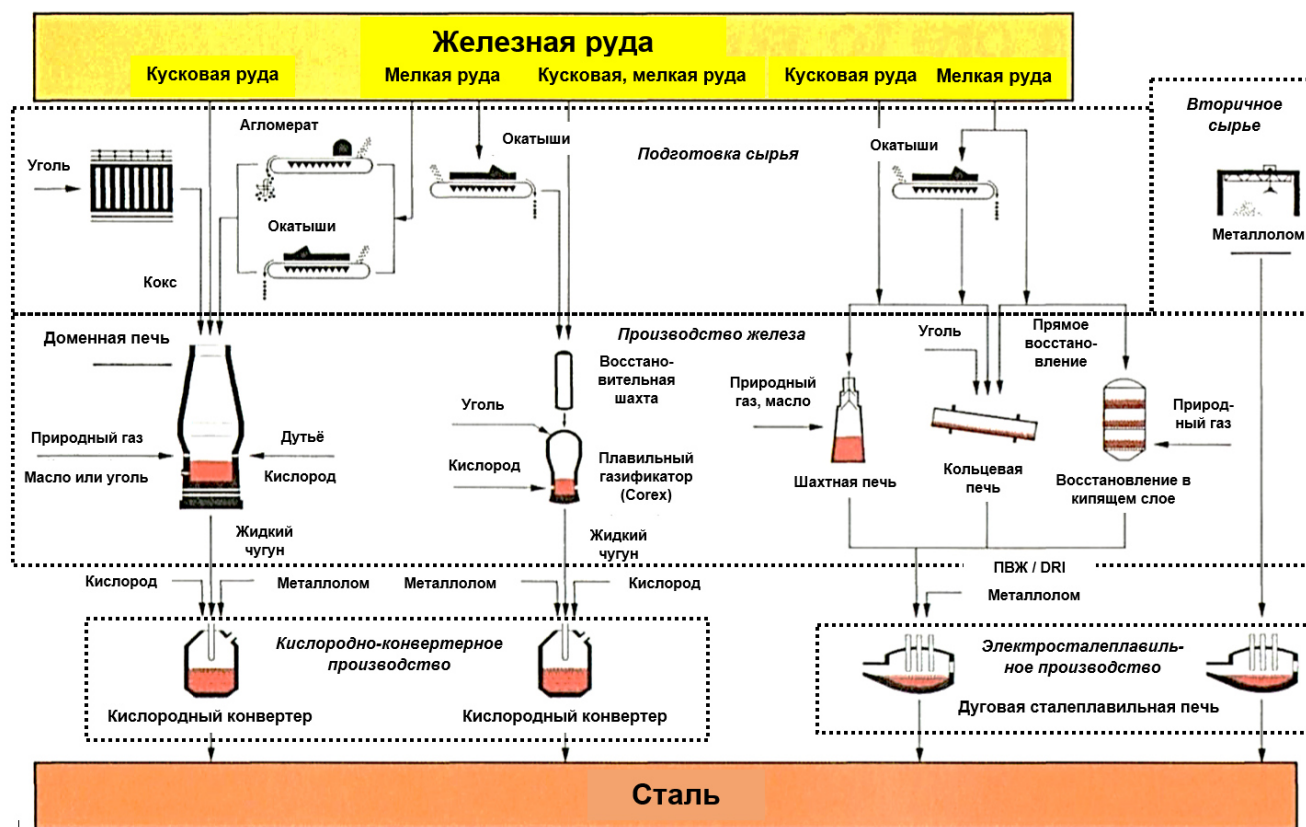 Железная руда
Кусковая руда
Мелкая руда
Кусковая, мелкая руда
Кусковая руда
Мелкая руда
Вторичное
сырье
Агломерат
Окатыши
Подготовка сырья
Окатыши
Уголь
Окатыши
Металлолом
Кокс
Доменная печь
Производство железа
Уголь
Прямое
восстано-
вление
Восстано-
вительная
шахта
Природный
газ, масло
Природ-
ный газ
Уголь
Природный газ
Дутьё
Масло или уголь
Кислород
Кислород
Плавильный
газификатор
(Corex)
Шахтная печь
Кольцевая
печь
Восстановление в
кипящем слое
Жидкий
чугун
Жидкий
чугун
ПВЖ / DRI
Кислород
Металлолом
Металлолом
Кислород
Металлолом
Кислородно-конвертерное
производство
Электросталеплавиль-
ное производство
Кислородный конвертер
Кислородный конвертер
Дуговая сталеплавильная печь
Сталь